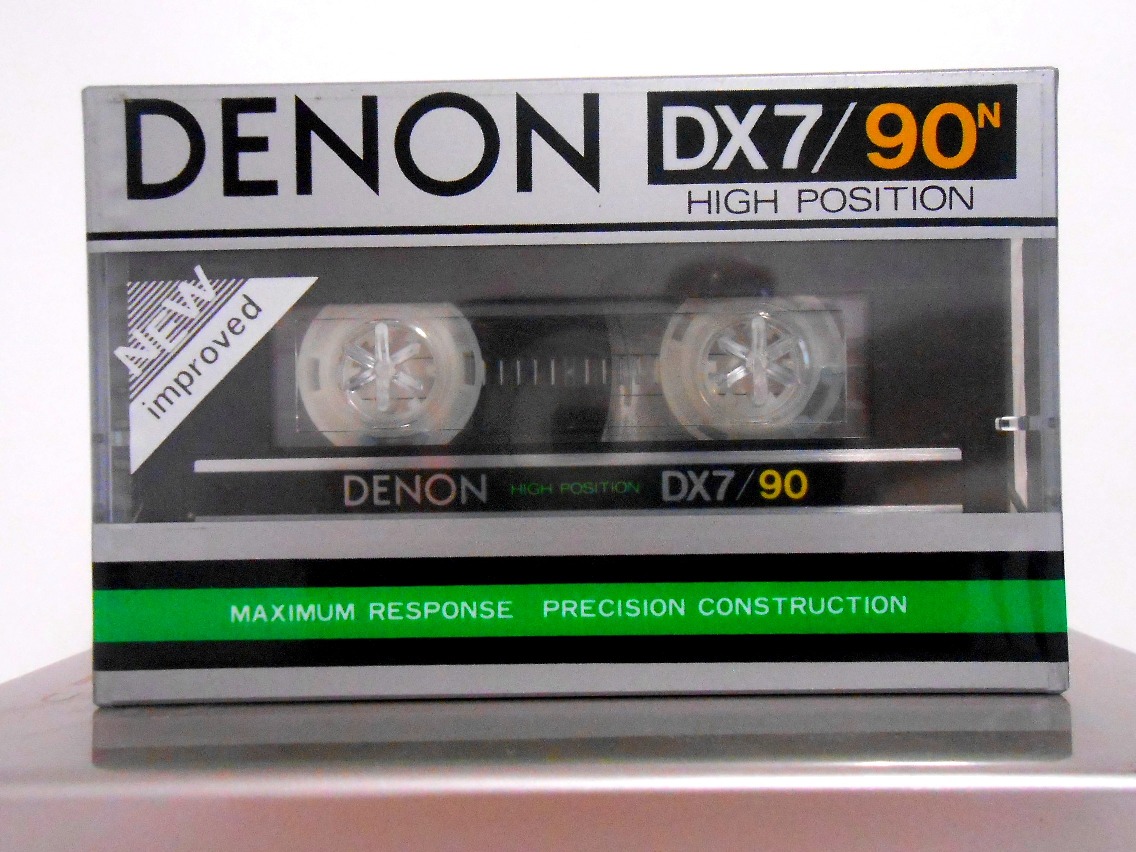 DENON DX7/90N
HIGH POSITION
NEW
improved
DENON HIGH POSITION DX7/90
MAXIMUM RESPONSE PRECISION CONSTRUCTION